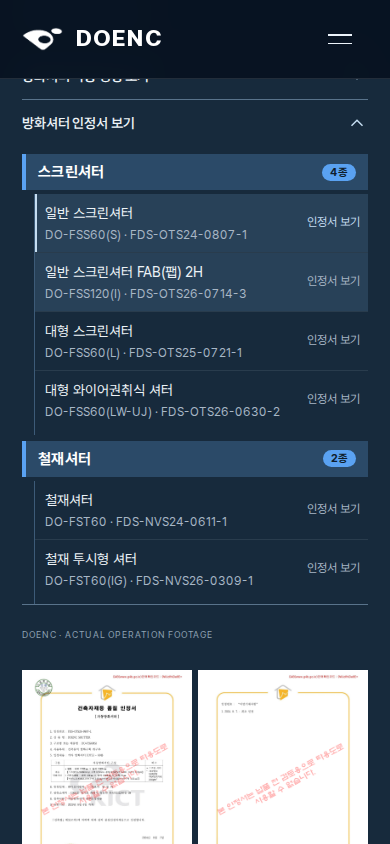 DOENC
방화셔터 인정서 보기
스크린셔터
4종
일반 스크린셔터
DO-FSS60(S) · FDS-OTS24-0807-1
인정서 보기
일반 스크린셔터 FAB(팹) 2H
DO-FSS120(I) · FDS-OTS26-0714-3
인정서 보기
대형 스크린셔터
DO-FSS60(L) · FDS-OTS25-0721-1
인정서 보기
대형 와이어권취식 셔터
DO-FSS60(LW-UJ) · FDS-OTS26-0630-2
인정서 보기
철재셔터
2종
철재셔터
DO-FST60 · FDS-NVS24-0611-1
인정서 보기
철재 투시형 셔터
DO-FST60(IG) · FDS-NVS26-0309-1
인정서 보기
DOENC · ACTUAL OPERATION FOOTAGE
건축자재등 품질 인정서